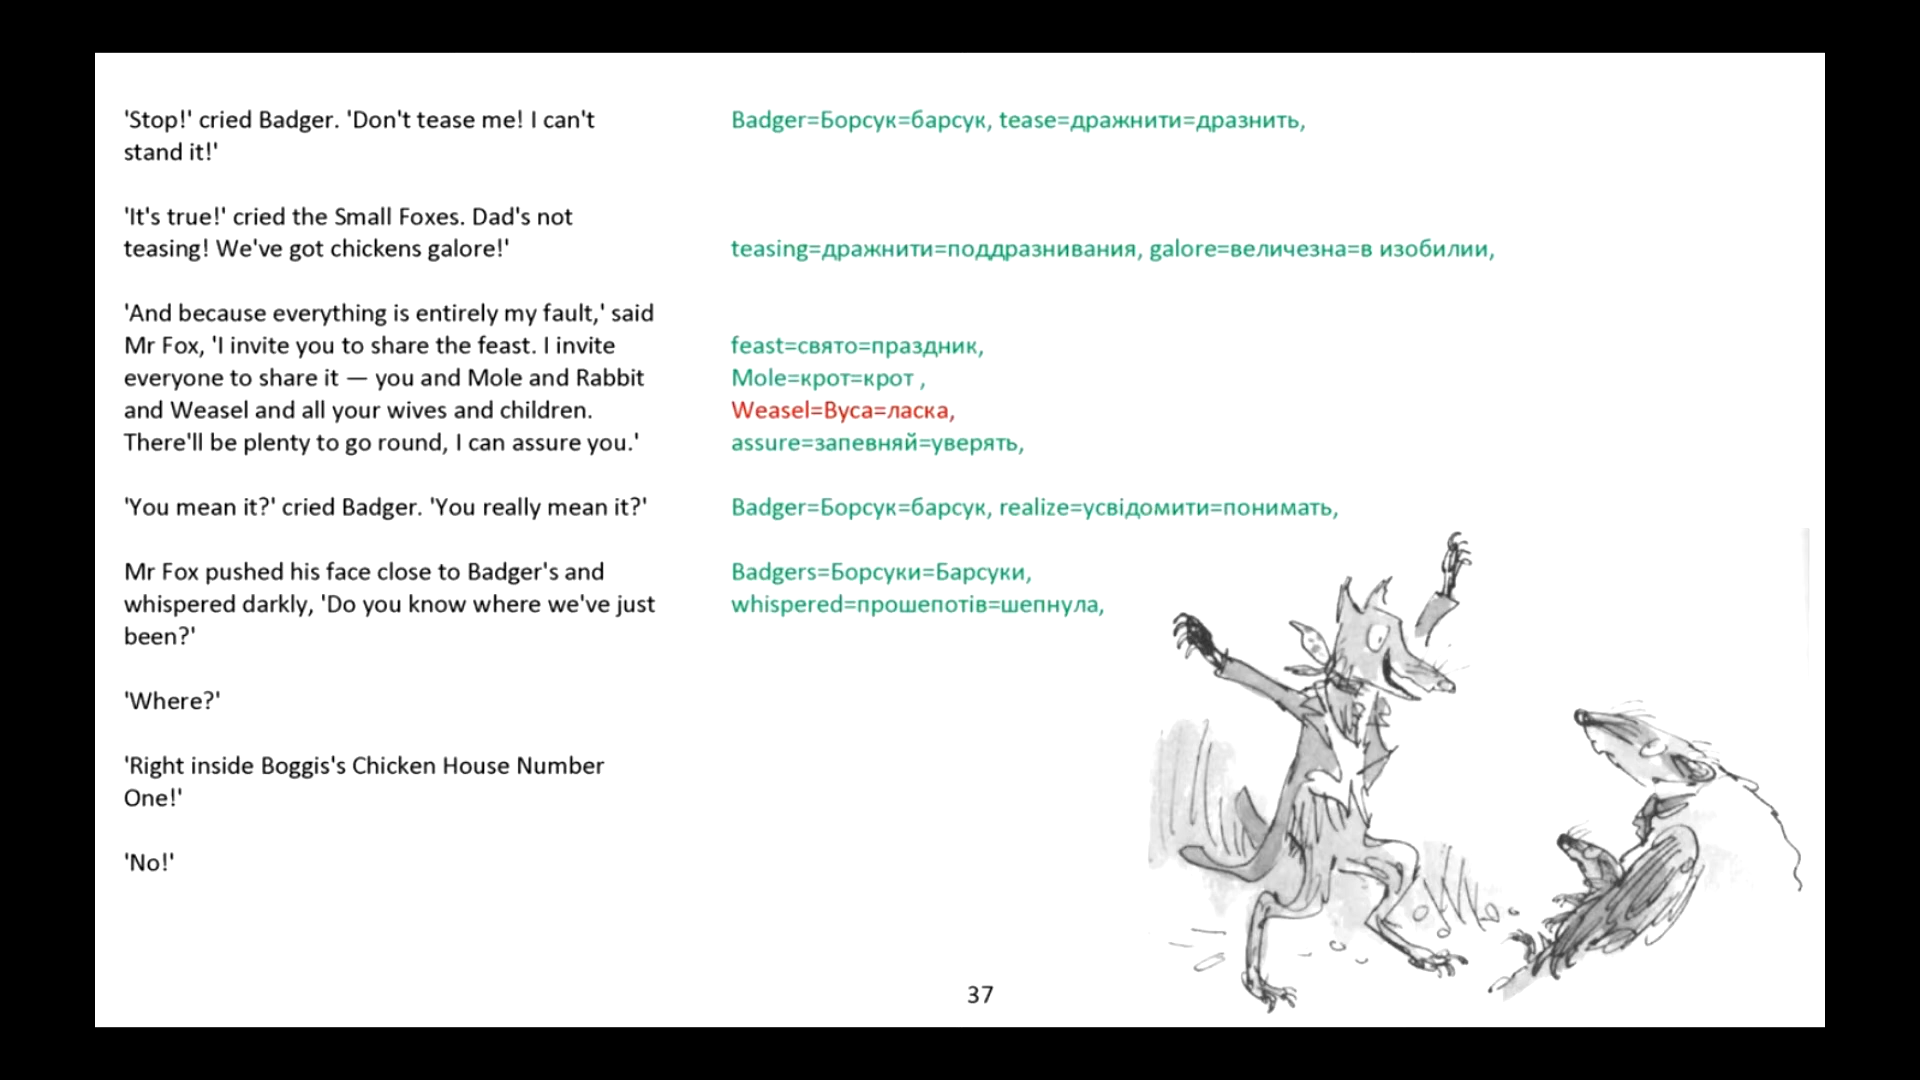 'Stop!' cried Badger. 'Don't tease me! I can't
stand it!'
Badger=Борсук=барсук, tease=дражнити=дразнить,
'It's true!' cried the Small Foxes. Dad's not
teasing! We've got chickens galore!'
teasing=дражнити=поддразнивания, galore=величезна=в изобилии,
'And because everything is entirely my fault,' said
Mr Fox, 'I invite you to share the feast. I invite
everyone to share it — you and Mole and Rabbit
and Weasel and all your wives and children.
There'll be plenty to go round, I can assure you.'
feast=свято=праздник,
Mole=крот=крот ,
Weasel=Вуса=ласка,
assure=запевняй=уверять,
'You mean it?' cried Badger. 'You really mean it?'
Badger=Борсук=барсук, realize=усвідомити=понимать,
Mr Fox pushed his face close to Badger's and
whispered darkly, 'Do you know where we've just
been?'
Badgers=Борсуки=Барсуки,
whispered=прошепотів=шепнула,
'Where?'
'Right inside Boggis's Chicken House Number
One!'
'No!'
37